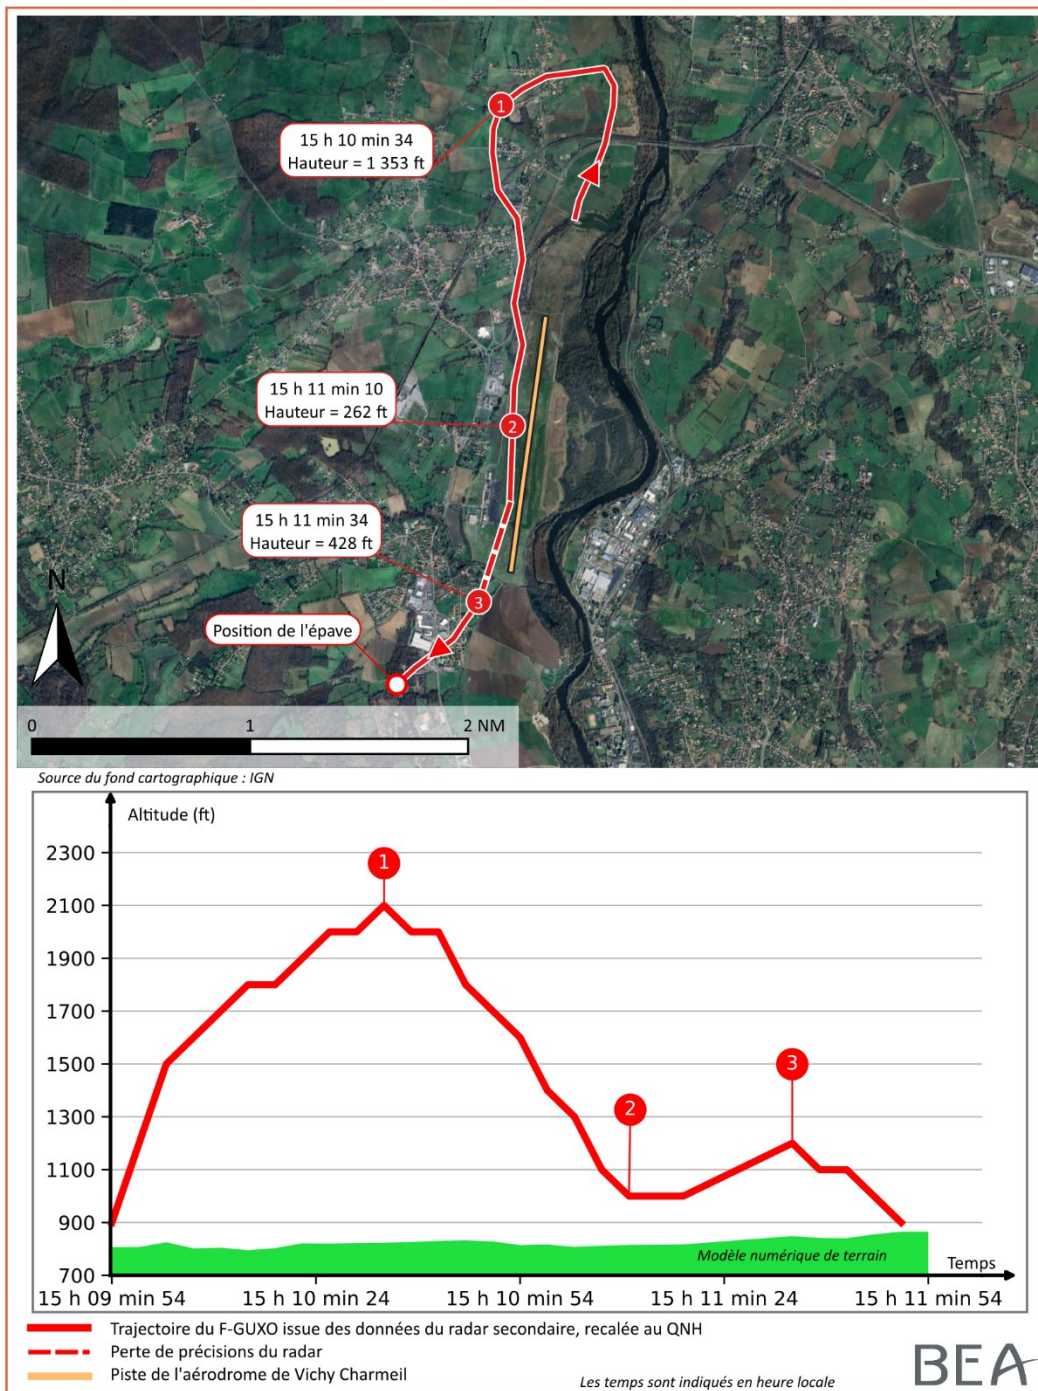 1
15 h 10 min 34
Hauteur = 1 353 ft
15 h 11 min 10
Hauteur = 262 ft
2
15 h 11 min 34
Hauteur = 428 ft
N
3
Position de l'épave
0 1 2 NM
Source du fond cartographique : IGN
Altitude (ft)
2300
1
2100
1900
1700
1500
3
1300
2
1100
900
Modèle numérique de terrain
Temps
700
15 h 09 min 54 15 h 10 min 24 15 h 10 min 54 15 h 11 min 24 15 h 11 min 54
Trajectoire du F-GUXO issue des données du radar secondaire, recalée au QNH
Perte de précisions du radar
Piste de l'aérodrome de Vichy Charmeil
Les temps sont indiqués en heure locale
BEA